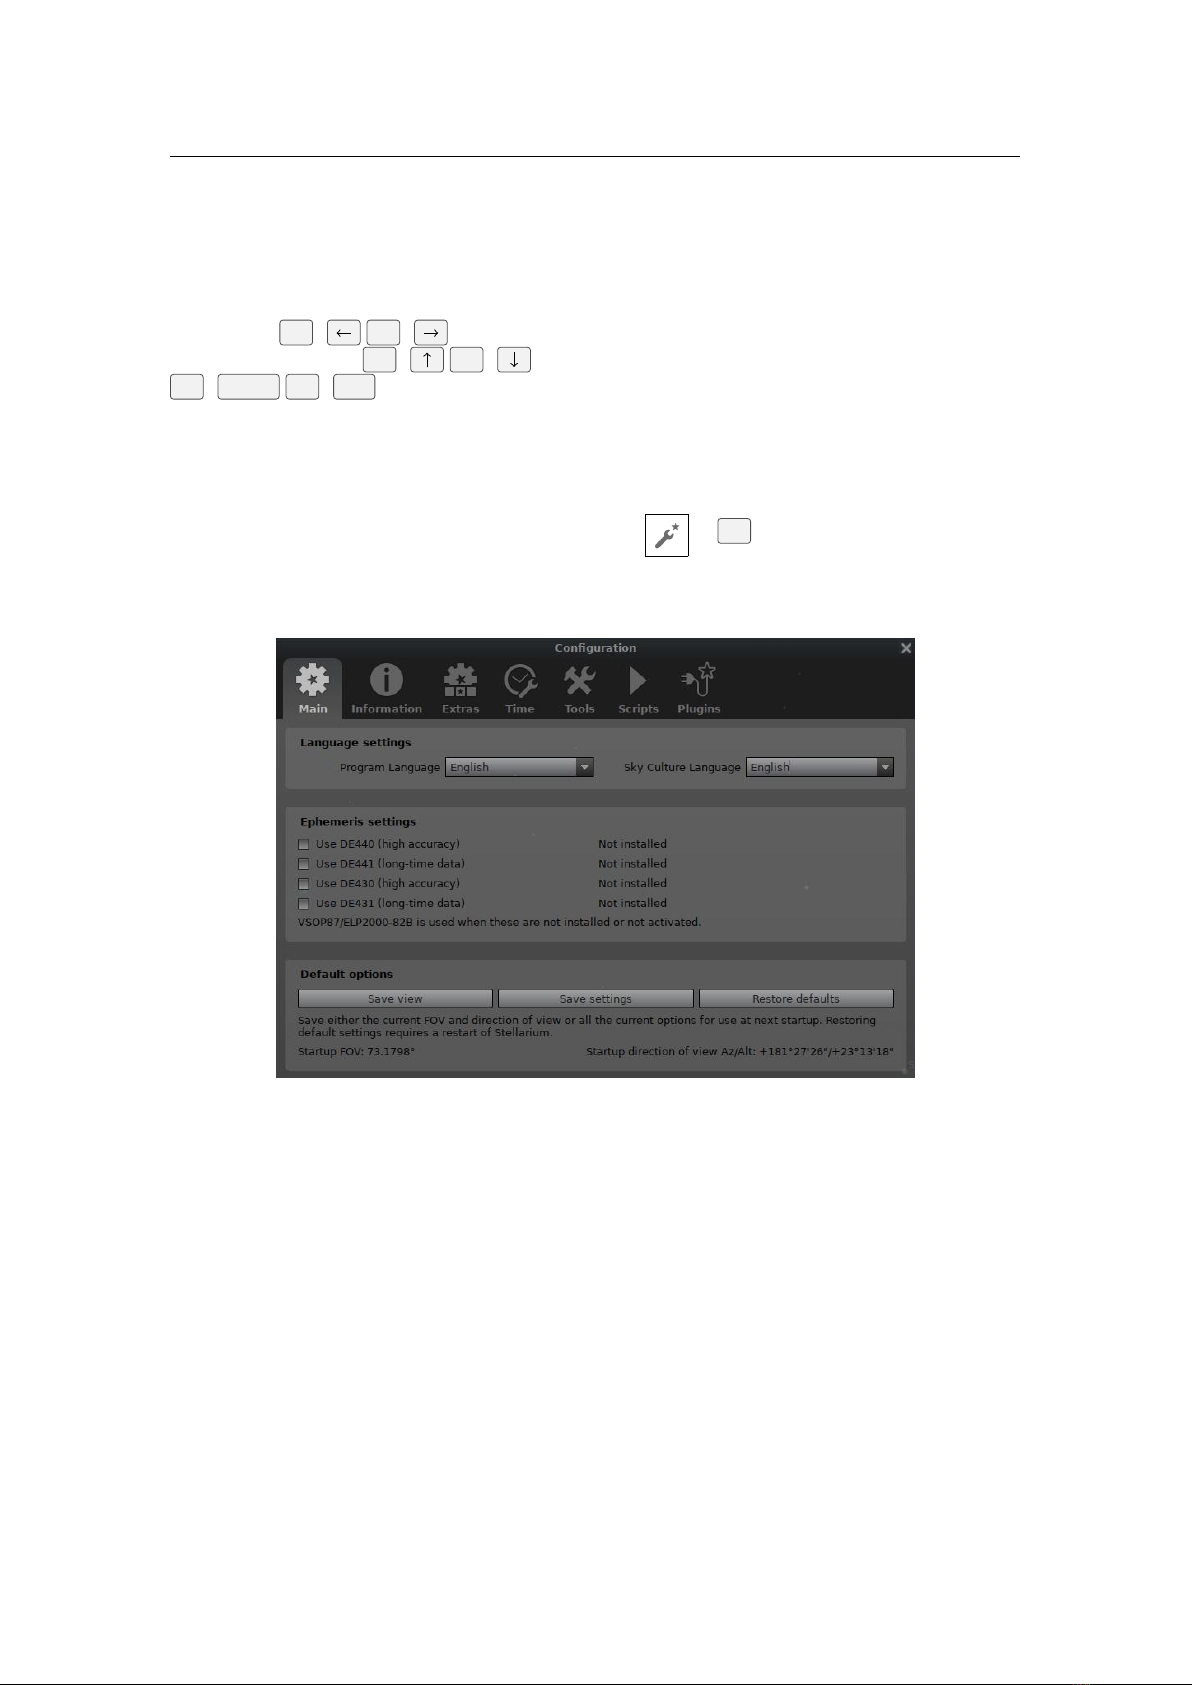 ←
→
↑
↓
Configuration
Main Information Extras Time Tools Scripts Plugins
Language settings
Program Language English Sky Culture Language English
Ephemeris settings
Use DE440 (high accuracy) Not installed
Use DE441 (long-time data) Not installed
Use DE430 (high accuracy) Not installed
Use DE431 (long-time data) Not installed
VSOP87/ELP2000-82B is used when these are not installed or not activated.
Default options
Save view Save settings Restore defaults
Save either the current FOV and direction of view or all the current options for use at next startup. Restoring
default settings requires a restart of Stellarium.
Startup FOV: 73.1798° Startup direction of view Az/Alt: +181°27'26"/+23°13'18"